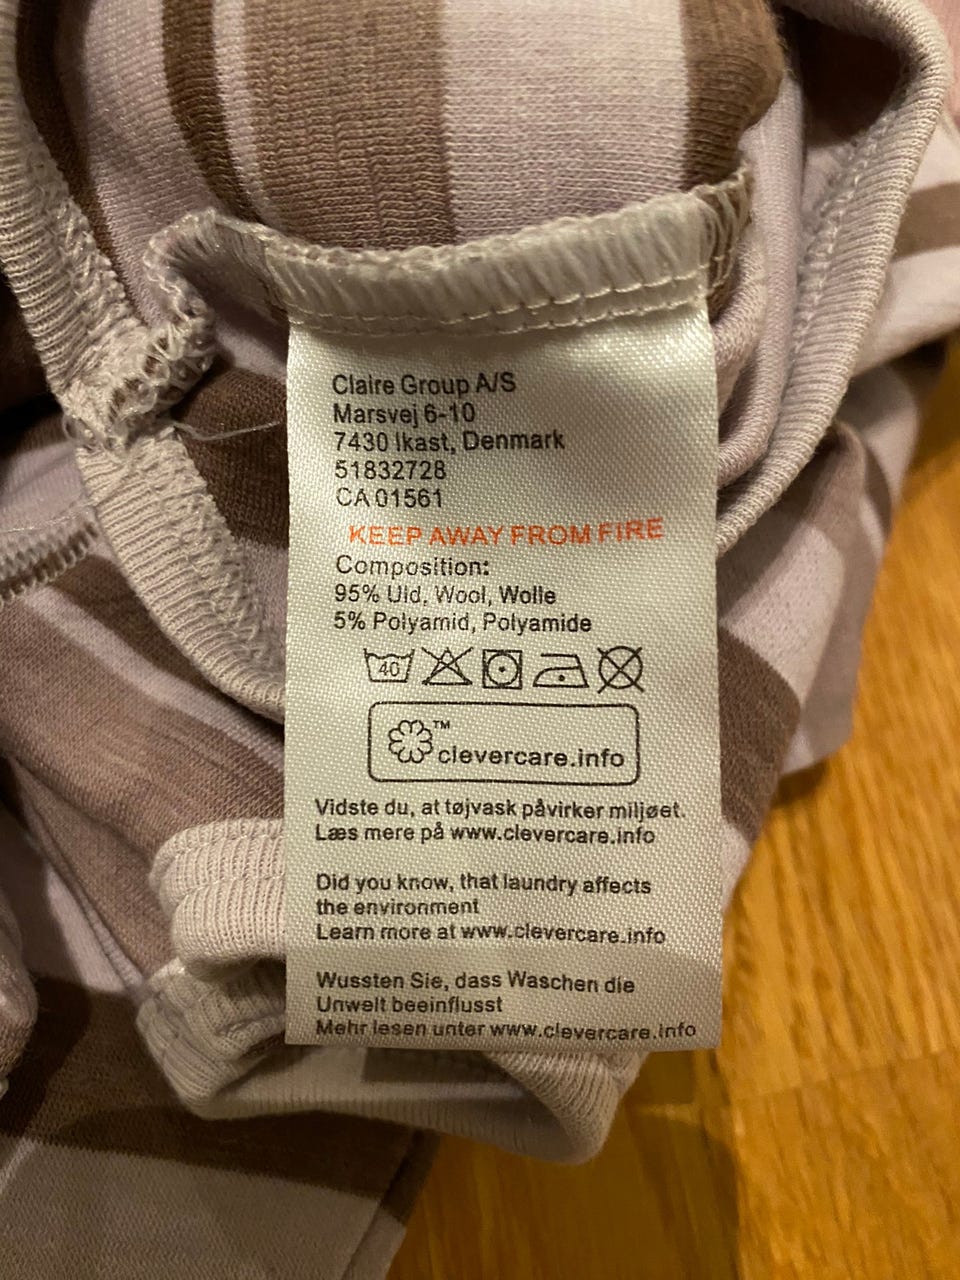 Claire Group A/S
Marsvej 6-10
7430 Ikast, Denmark
51832728
CA 01561
KEEP AWAY FROM FIRE
Composition:
95% Uld, Wool, Wolle
5% Polyamid, Polyamide
40
™
clevercare.info
Vidste du, at tøjvask påvirker miljøet.
Læs mere på www.clevercare.info
Did you know, that laundry affects
the environment
Learn more at www.clevercare.info
Wussten Sie, dass Waschen die
Unwelt beeinflusst
Mehr lesen unter www.clevercare.info